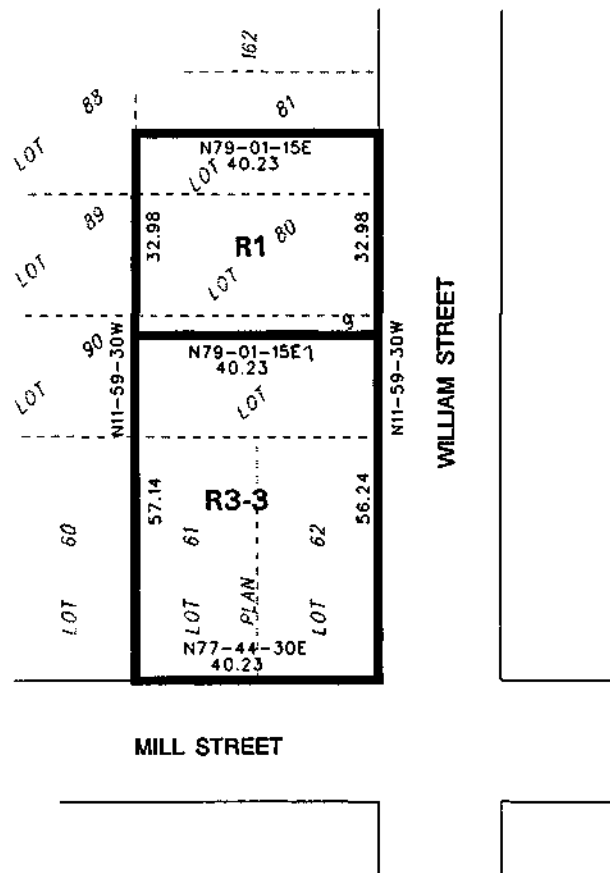 162
88
LOT
81
N79-01-15E
40.23
LOT
89
LOT
32.98
R1
80
LOT
32.98
9
90
LOT
N11-59-30W
N79-01-15E
7
40.23
LOT
N11-59-30W
WILLIAM STREET
57.14
R3-3
56.24
60
LOT
61
LOT
PLAN
62
LOT
N77-44-30E
40.23
MILL STREET